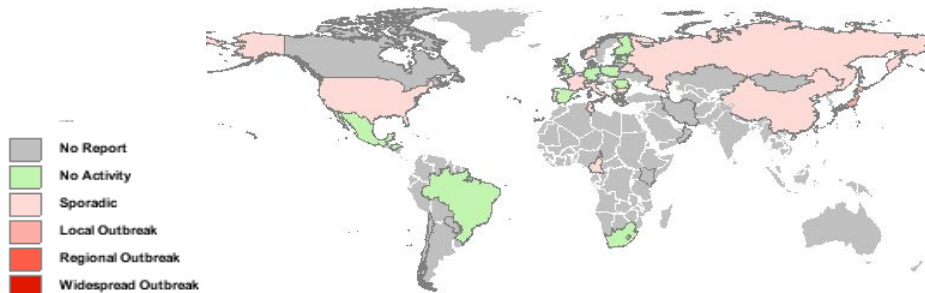 No Report
No Activity
Sporadic
Local Outbreak
Regional Outbreak
Widespread Outbreak